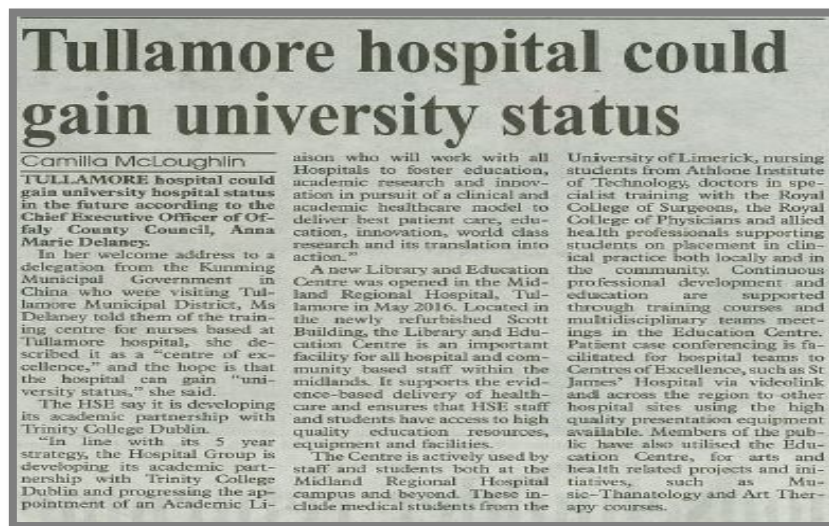 Tullamore hospital could
gain university status
Camilla McLoughlin
TULLAMORE hospital could
gain university hospital status
in the future according to the
Chief Executive Officer of Of-
faly County Council, Anna
Marie Delaney.
In her welcome address to a
delegation from the Kunming
Municipal Government in
China who were visiting Tul-
lamore Municipal District, Ms
Delaney told them of the train-
ing centre for nurses based at
Tullamore hospital, she de-
scribed it as a “centre of ex-
cellence,” and the hope is that
the hospital can gain “uni-
versity status,” she said.
The HSE say it is developing
its academic partnership with
Trinity College Dublin.
“In line with its 5 year
strategy, the Hospital Group is
developing its academic part-
nership with Trinity College
Dublin and progressing the ap-
pointment of an Academic Li-
aison who will work with all
Hospitals to foster education,
academic research and innov-
ation in pursuit of a clinical and
academic healthcare model to
deliver best patient care, edu-
cation, innovation, world class
research and its translation into
action.”
A new Library and Education
Centre was opened in the Mid-
land Regional Hospital, Tul-
lamore in May 2016. Located in
the newly refurbished Scott
Building, the Library and Edu-
cation Centre is an important
facility for all hospital and com-
munity based staff within the
midlands. It supports the evid-
ence-based delivery of health-
care and ensures that HSE staff
and students have access to high
quality education resources,
equipment and facilities.
The Centre is actively used by
staff and students both at the
Midland Regional Hospital
campus and beyond. These in-
clude medical students from the
University of Limerick, nursing
students from Athlone Institute
of Technology, doctors in spe-
cialist training with the Royal
College of Surgeons, the Royal
College of Physicians and allied
health professionals supporting
students on placement in clin-
ical practice both locally and in
the community. Continuous
professional development and
education are supported
through training courses and
multidisciplinary teams meet-
ings in the Education Centre.
Patient case conferencing is fa-
cilitated for hospital teams to
Centres of Excellence, such as St
James’ Hospital via videolink
and across the region to other
hospital sites using the high
quality presentation equipment
available. Members of the pub-
lic have also utilised the Edu-
cation Centre, for arts and
health related projects and ini-
tiatives, such as Mu-
sic-Thanatology and Art Ther-
apy courses.